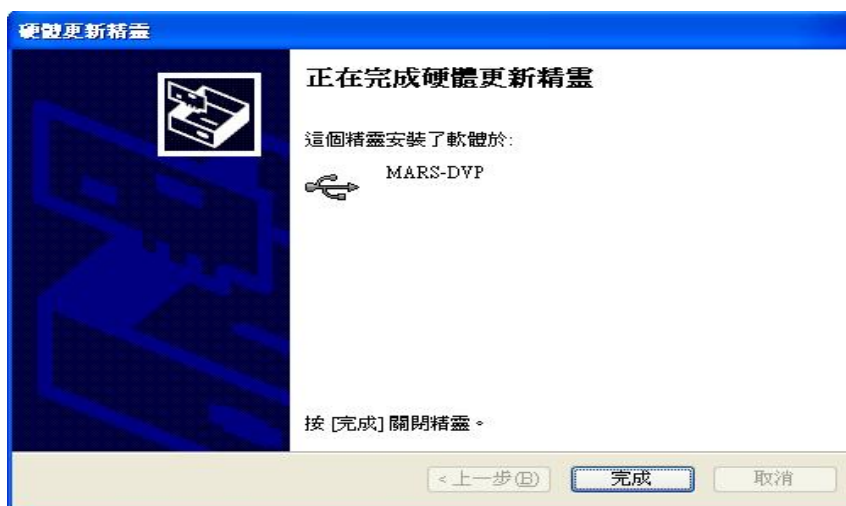 硬體更新精靈
正在完成硬體更新精靈
這個精靈安裝了軟體於:
MARS-DVP
按 [完成] 關閉精靈。
<上一步(B)
完成
取消